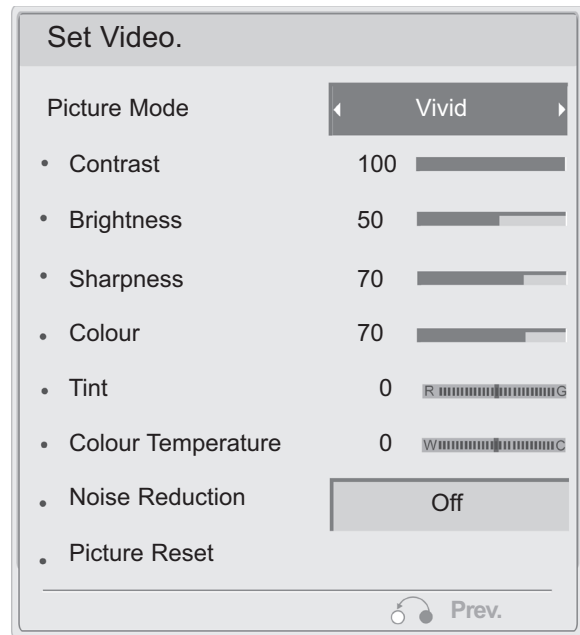 Set Video.
Picture Mode Vivid
• Contrast 100
• Brightness 50
• Sharpness 70
• Colour 70
• Tint 0 R G
• Colour Temperature 0 W C
• Noise Reduction Off
• Picture Reset
Prev.